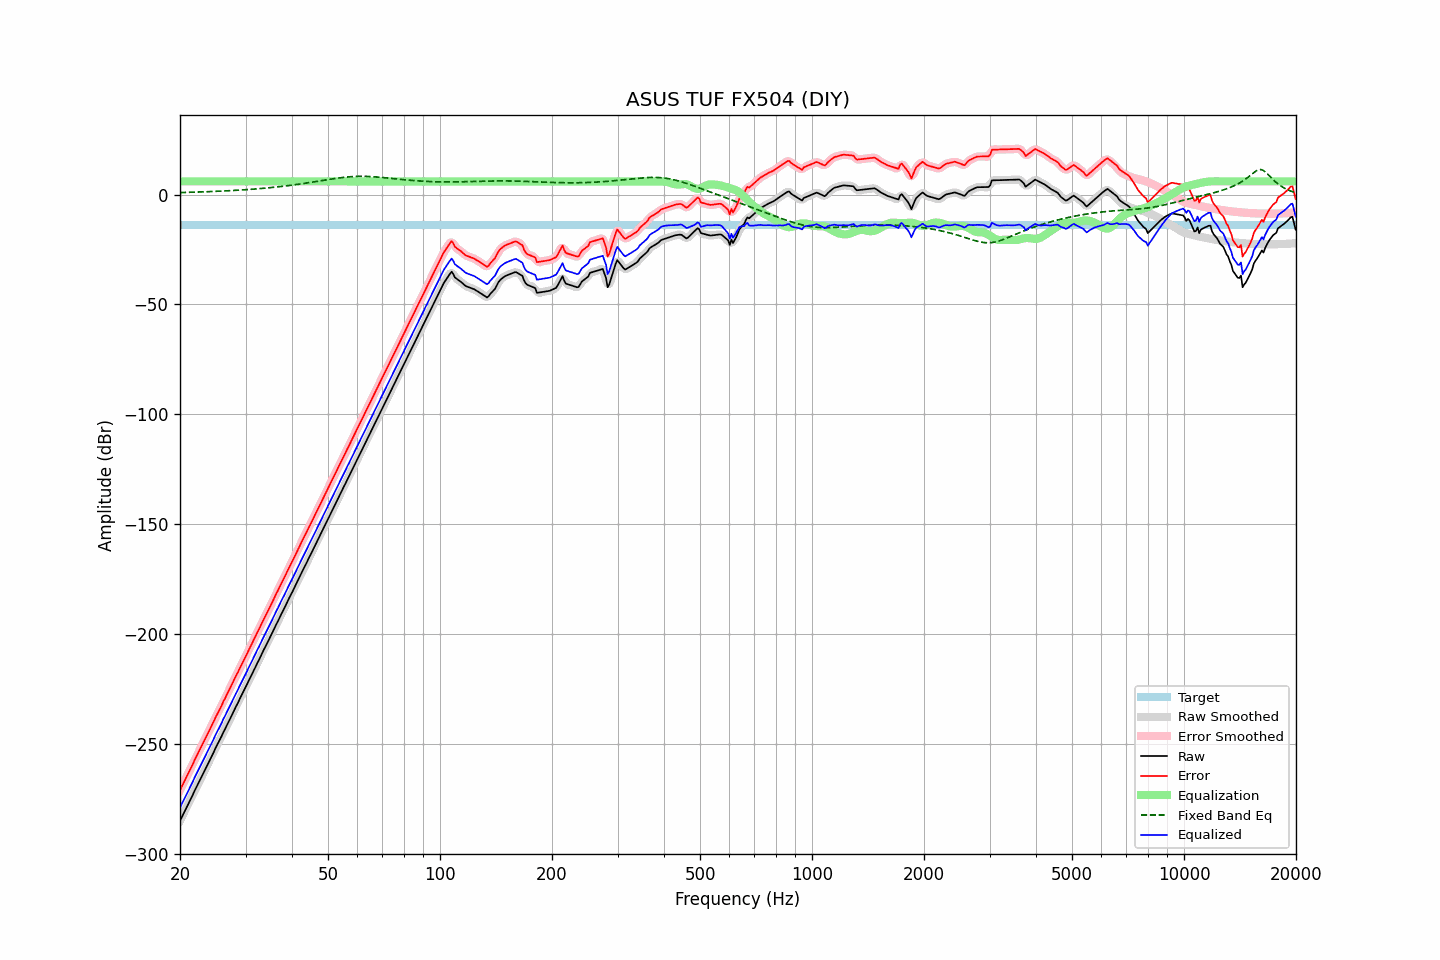 ASUS TUF FX504 (DIY)
Amplitude (dBr)
0
−50
−100
−150
−200
−250
−300
20
50
100
200
500
1000
2000
5000
10000
20000
Frequency (Hz)
Target
Raw Smoothed
Error Smoothed
Raw
Error
Equalization
Fixed Band Eq
Equalized